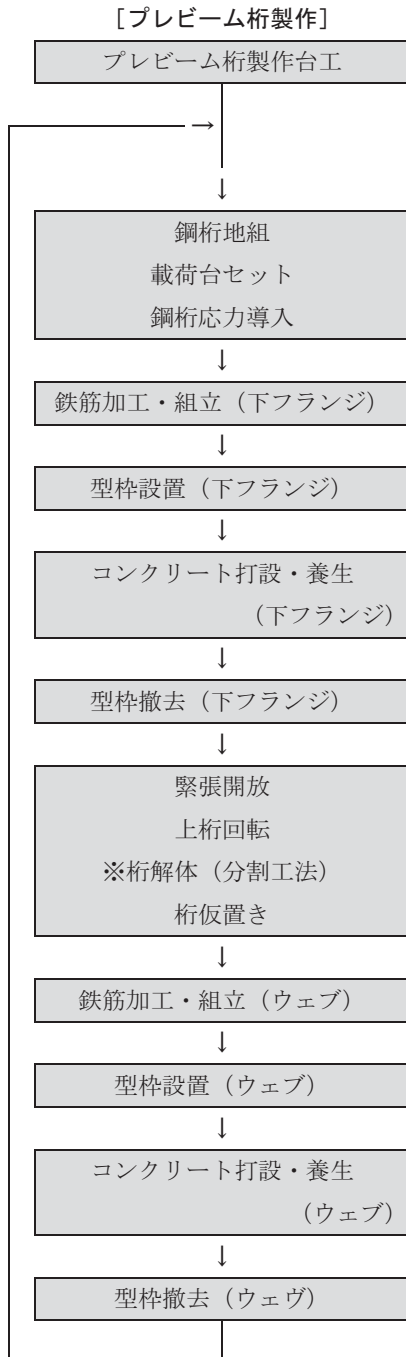 ［プレビーム桁製作］
プレビーム桁製作台工
→
↓
鋼桁地組
載荷台セット
鋼桁応力導入
↓
鉄筋加工・組立（下フランジ）
↓
型枠設置（下フランジ）
↓
コンクリート打設・養生
（下フランジ）
↓
型枠撤去（下フランジ）
↓
緊張開放
上桁回転
※桁解体（分割工法）
桁仮置き
↓
鉄筋加工・組立（ウェブ）
↓
型枠設置（ウェブ）
↓
コンクリート打設・養生
（ウェブ）
↓
型枠撤去（ウェヴ）